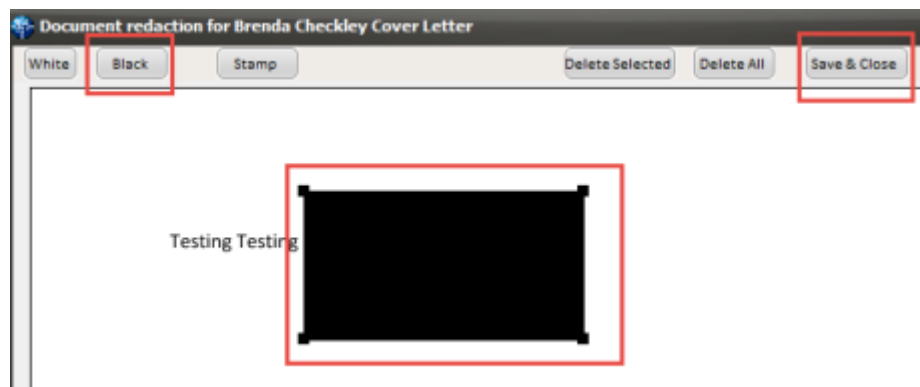 Document redaction for Brenda Checkley Cover Letter
White Black Stamp Delete Selected Delete All Save & Close
Testing Testing